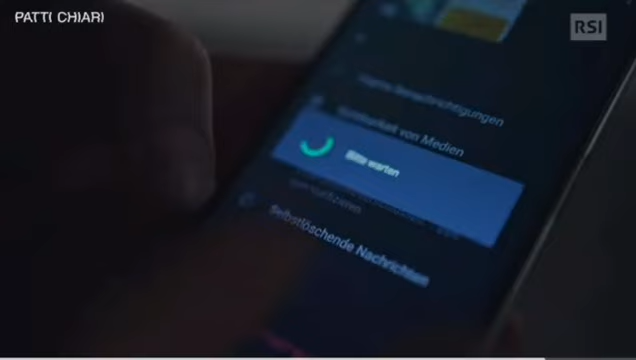 PATTI CHIARI
RSI
Benachrichtigungen
Sichtbarkeit von Medien
Bitte warten
Selbstlöschende Nachrichten